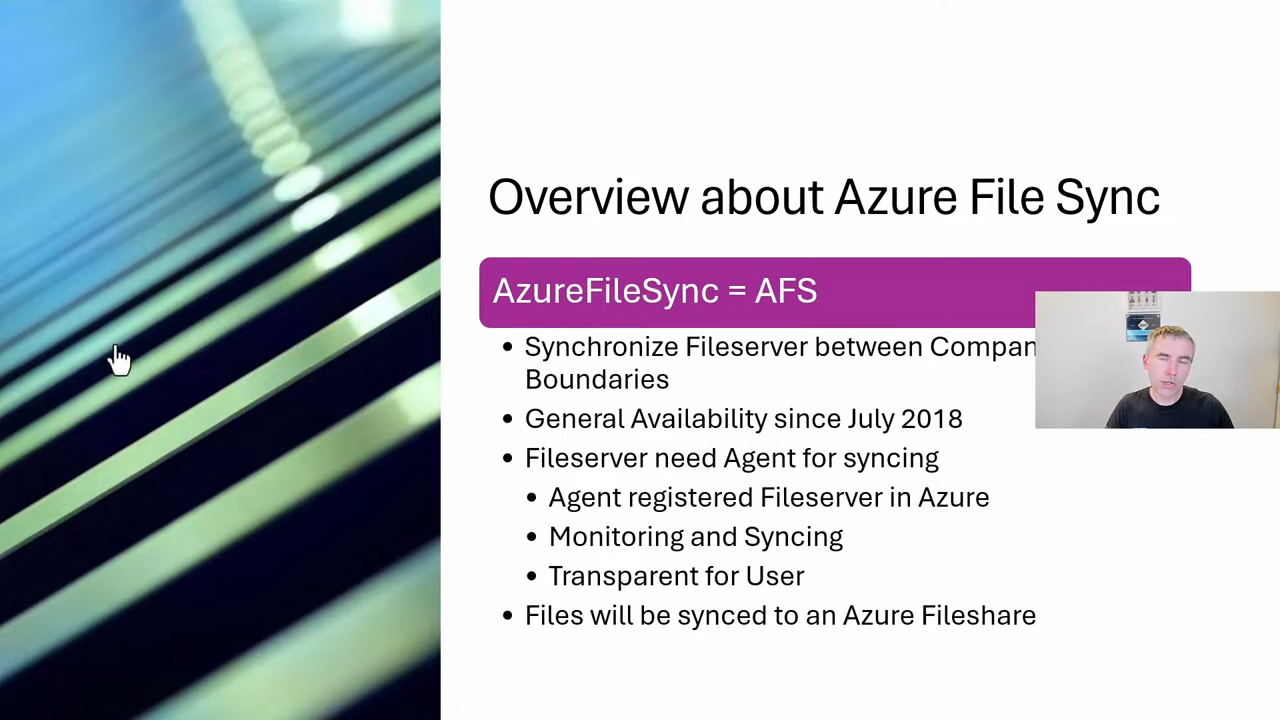 Overview about Azure File Sync
AzureFileSync = AFS
• Synchronize Fileserver between
Boundaries
• General Availability since July 2018
• Fileserver need Agent for syncing
• Agent registered Fileserver in Azure
• Monitoring and Syncing
• Transparent for User
• Files will be synced to an Azure Fileshare